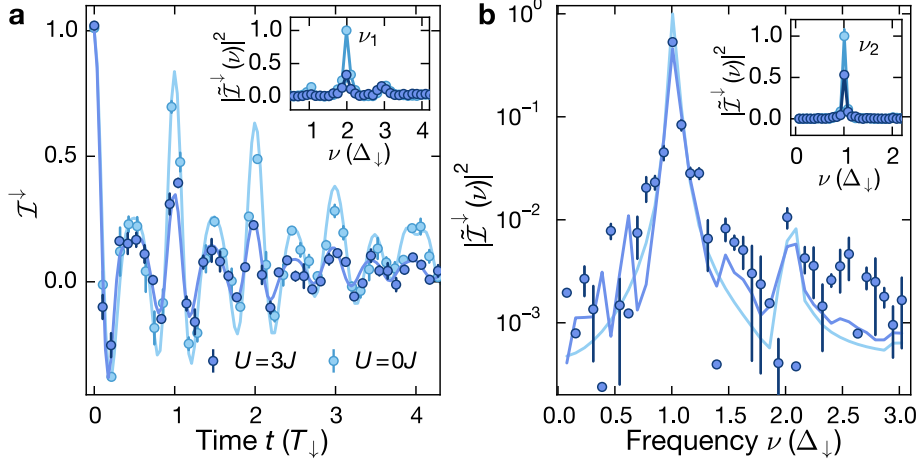 a
1.0
0.5
0.0
𝓘↓
0 1 2 3 4
Time t (T↓)
U = 3J U = 0J
|𝓘̃↓(ν)|²
1.0
0.5
0.0
ν₁
1 2 3 4
ν (Δ↓)
b
10⁰
10⁻¹
10⁻²
10⁻³
|𝓘̃↓(ν)|²
0.0 0.5 1.0 1.5 2.0 2.5 3.0
Frequency ν (Δ↓)
|𝓘̃↓(ν)|²
1.0
0.5
0.0
ν₂
0 1 2
ν (Δ↓)